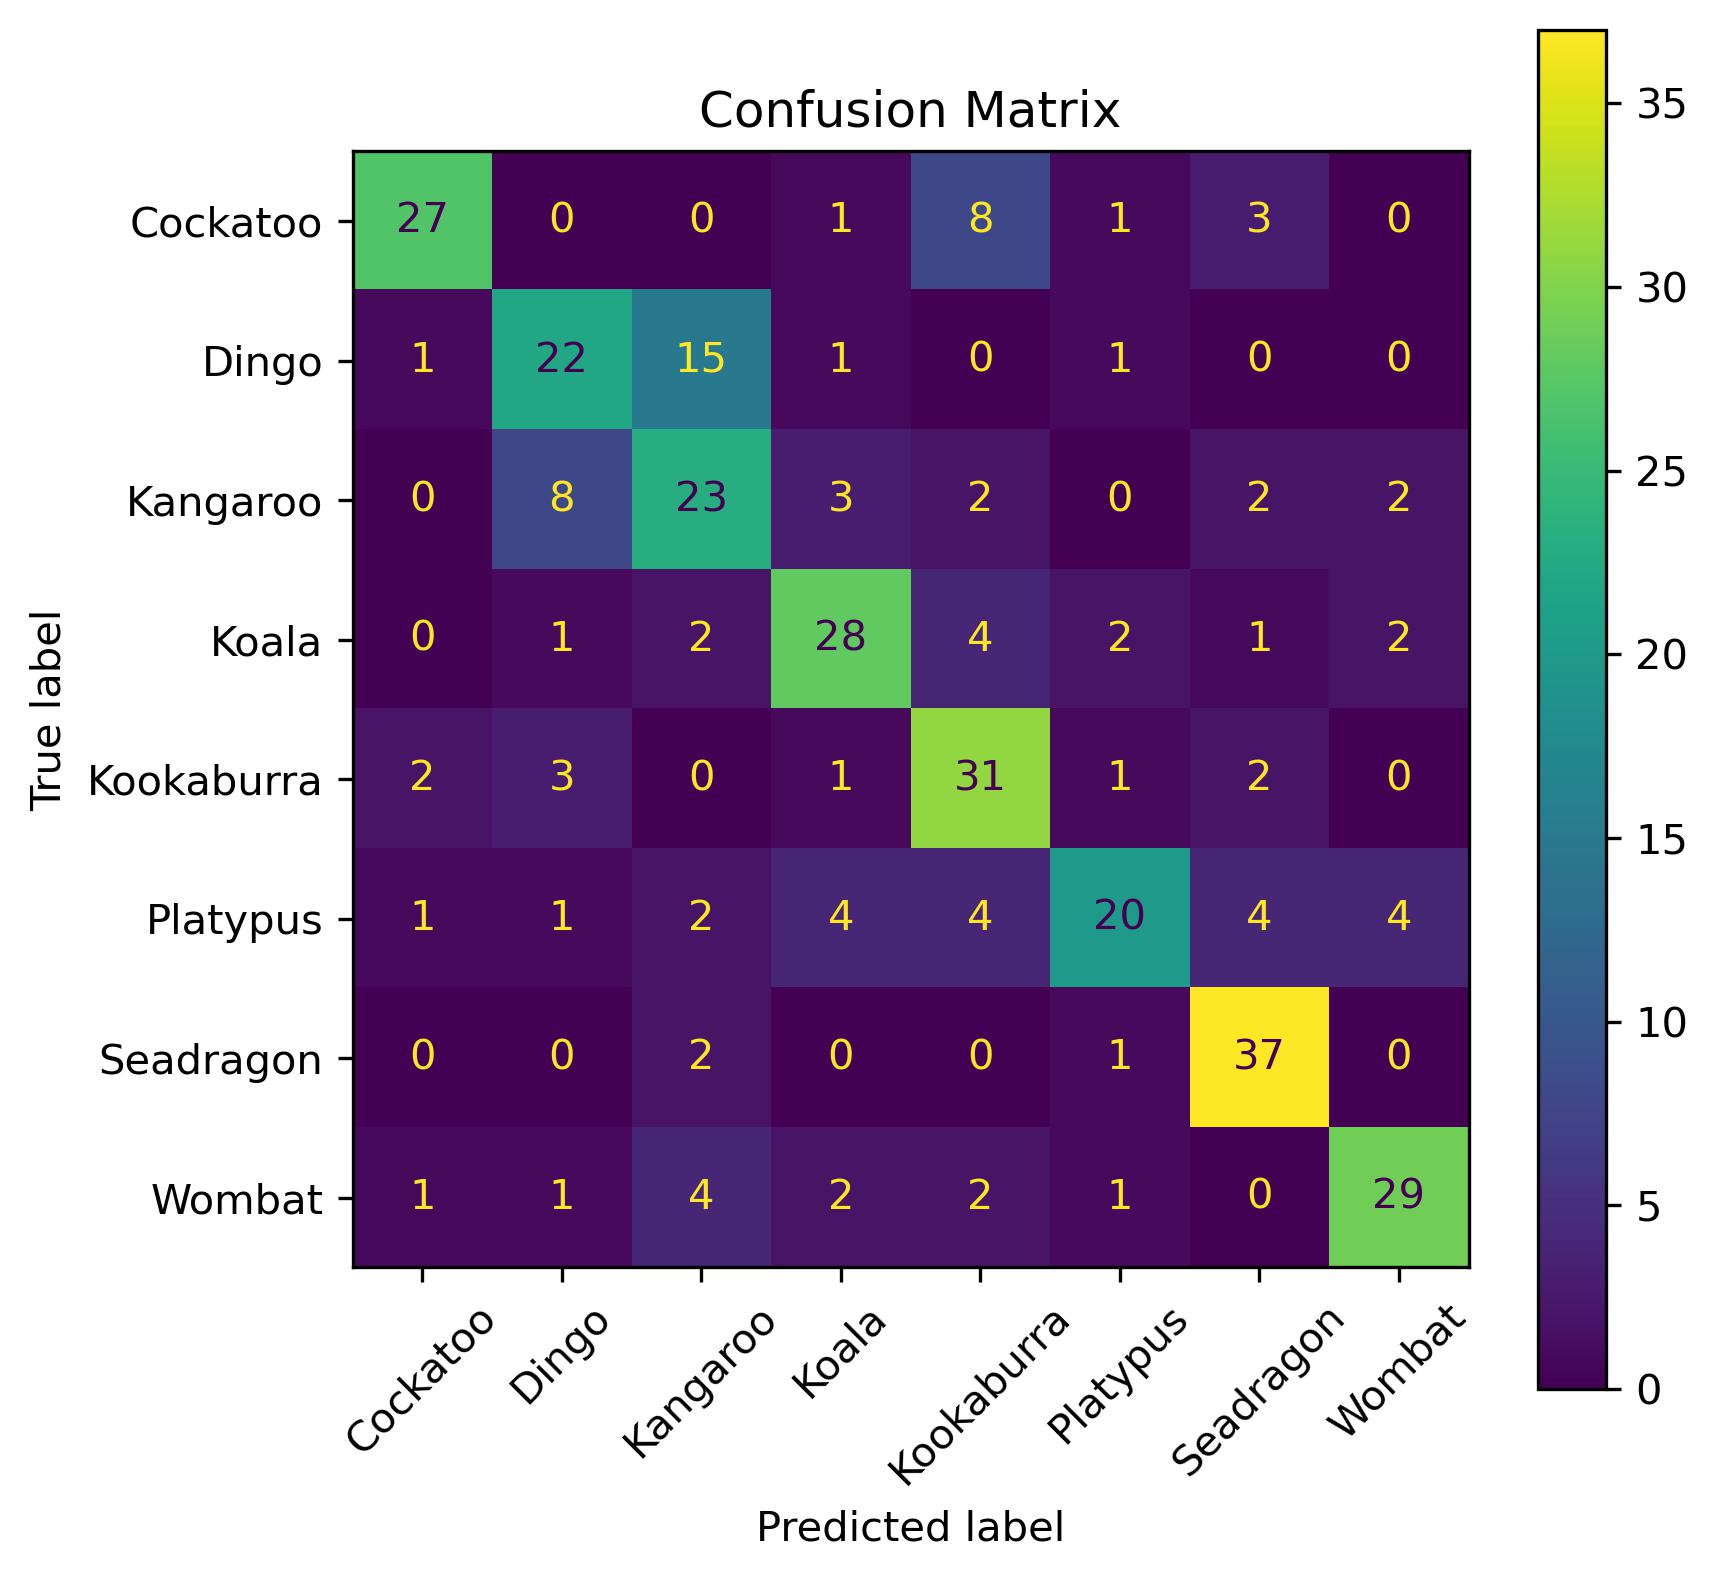 Confusion Matrix
Cockatoo 27 0 0 1 8 1 3 0
Dingo 1 22 15 1 0 1 0 0
Kangaroo 0 8 23 3 2 0 2 2
Koala 0 1 2 28 4 2 1 2
Kookaburra 2 3 0 1 31 1 2 0
Platypus 1 1 2 4 4 20 4 4
Seadragon 0 0 2 0 0 1 37 0
Wombat 1 1 4 2 2 1 0 29
True label
Cockatoo Dingo Kangaroo Koala Kookaburra Platypus Seadragon Wombat
Predicted label
35
30
25
20
15
10
5
0